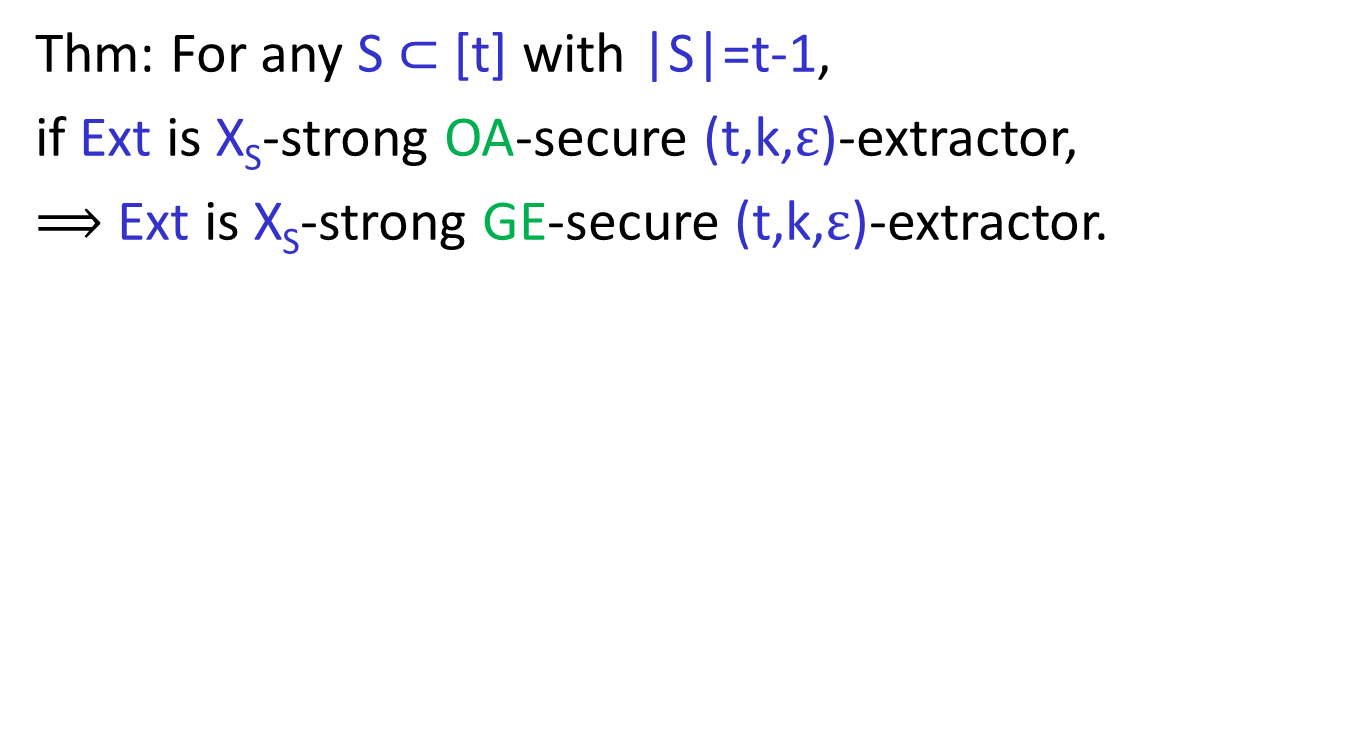 Thm: For any S ⊂ [t] with |S|=t-1,
if Ext is X_S-strong OA-secure (t,k,ε)-extractor,
⟹ Ext is X_S-strong GE-secure (t,k,ε)-extractor.